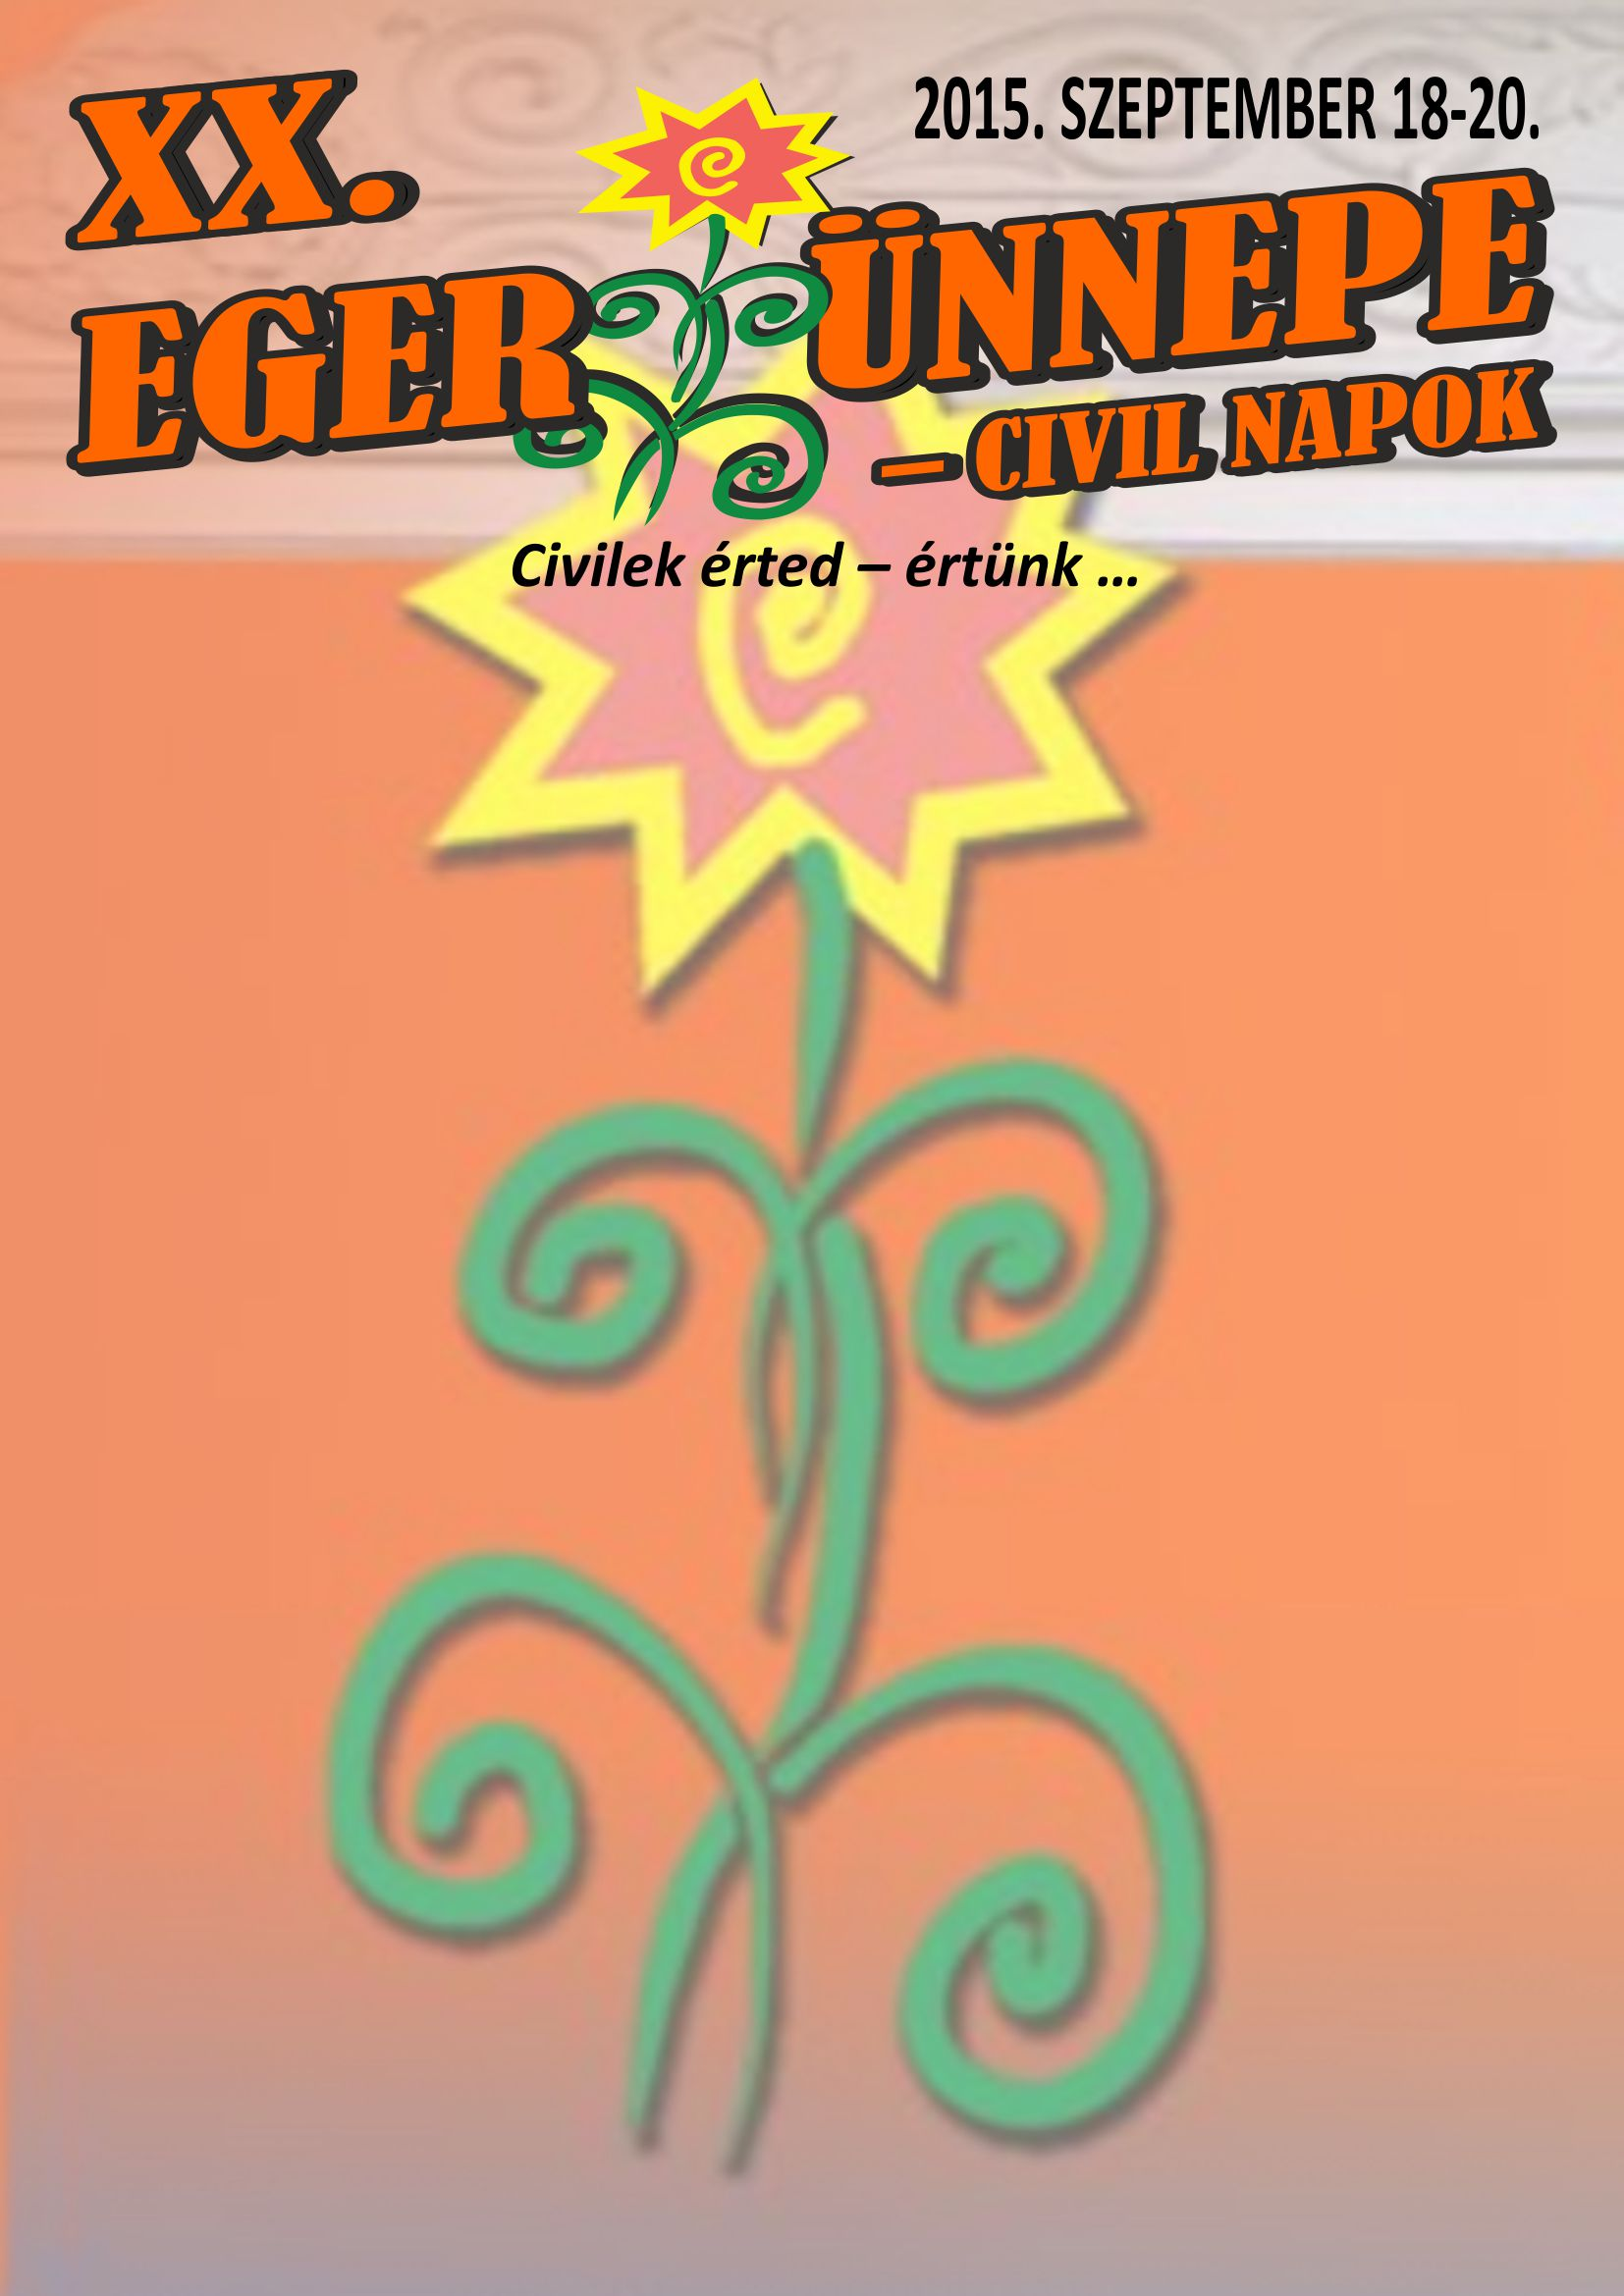 XX.
2015. SZEPTEMBER 18-20.
EGER ÜNNEPE
– CIVIL NAPOK
Civilek érted – értünk ...